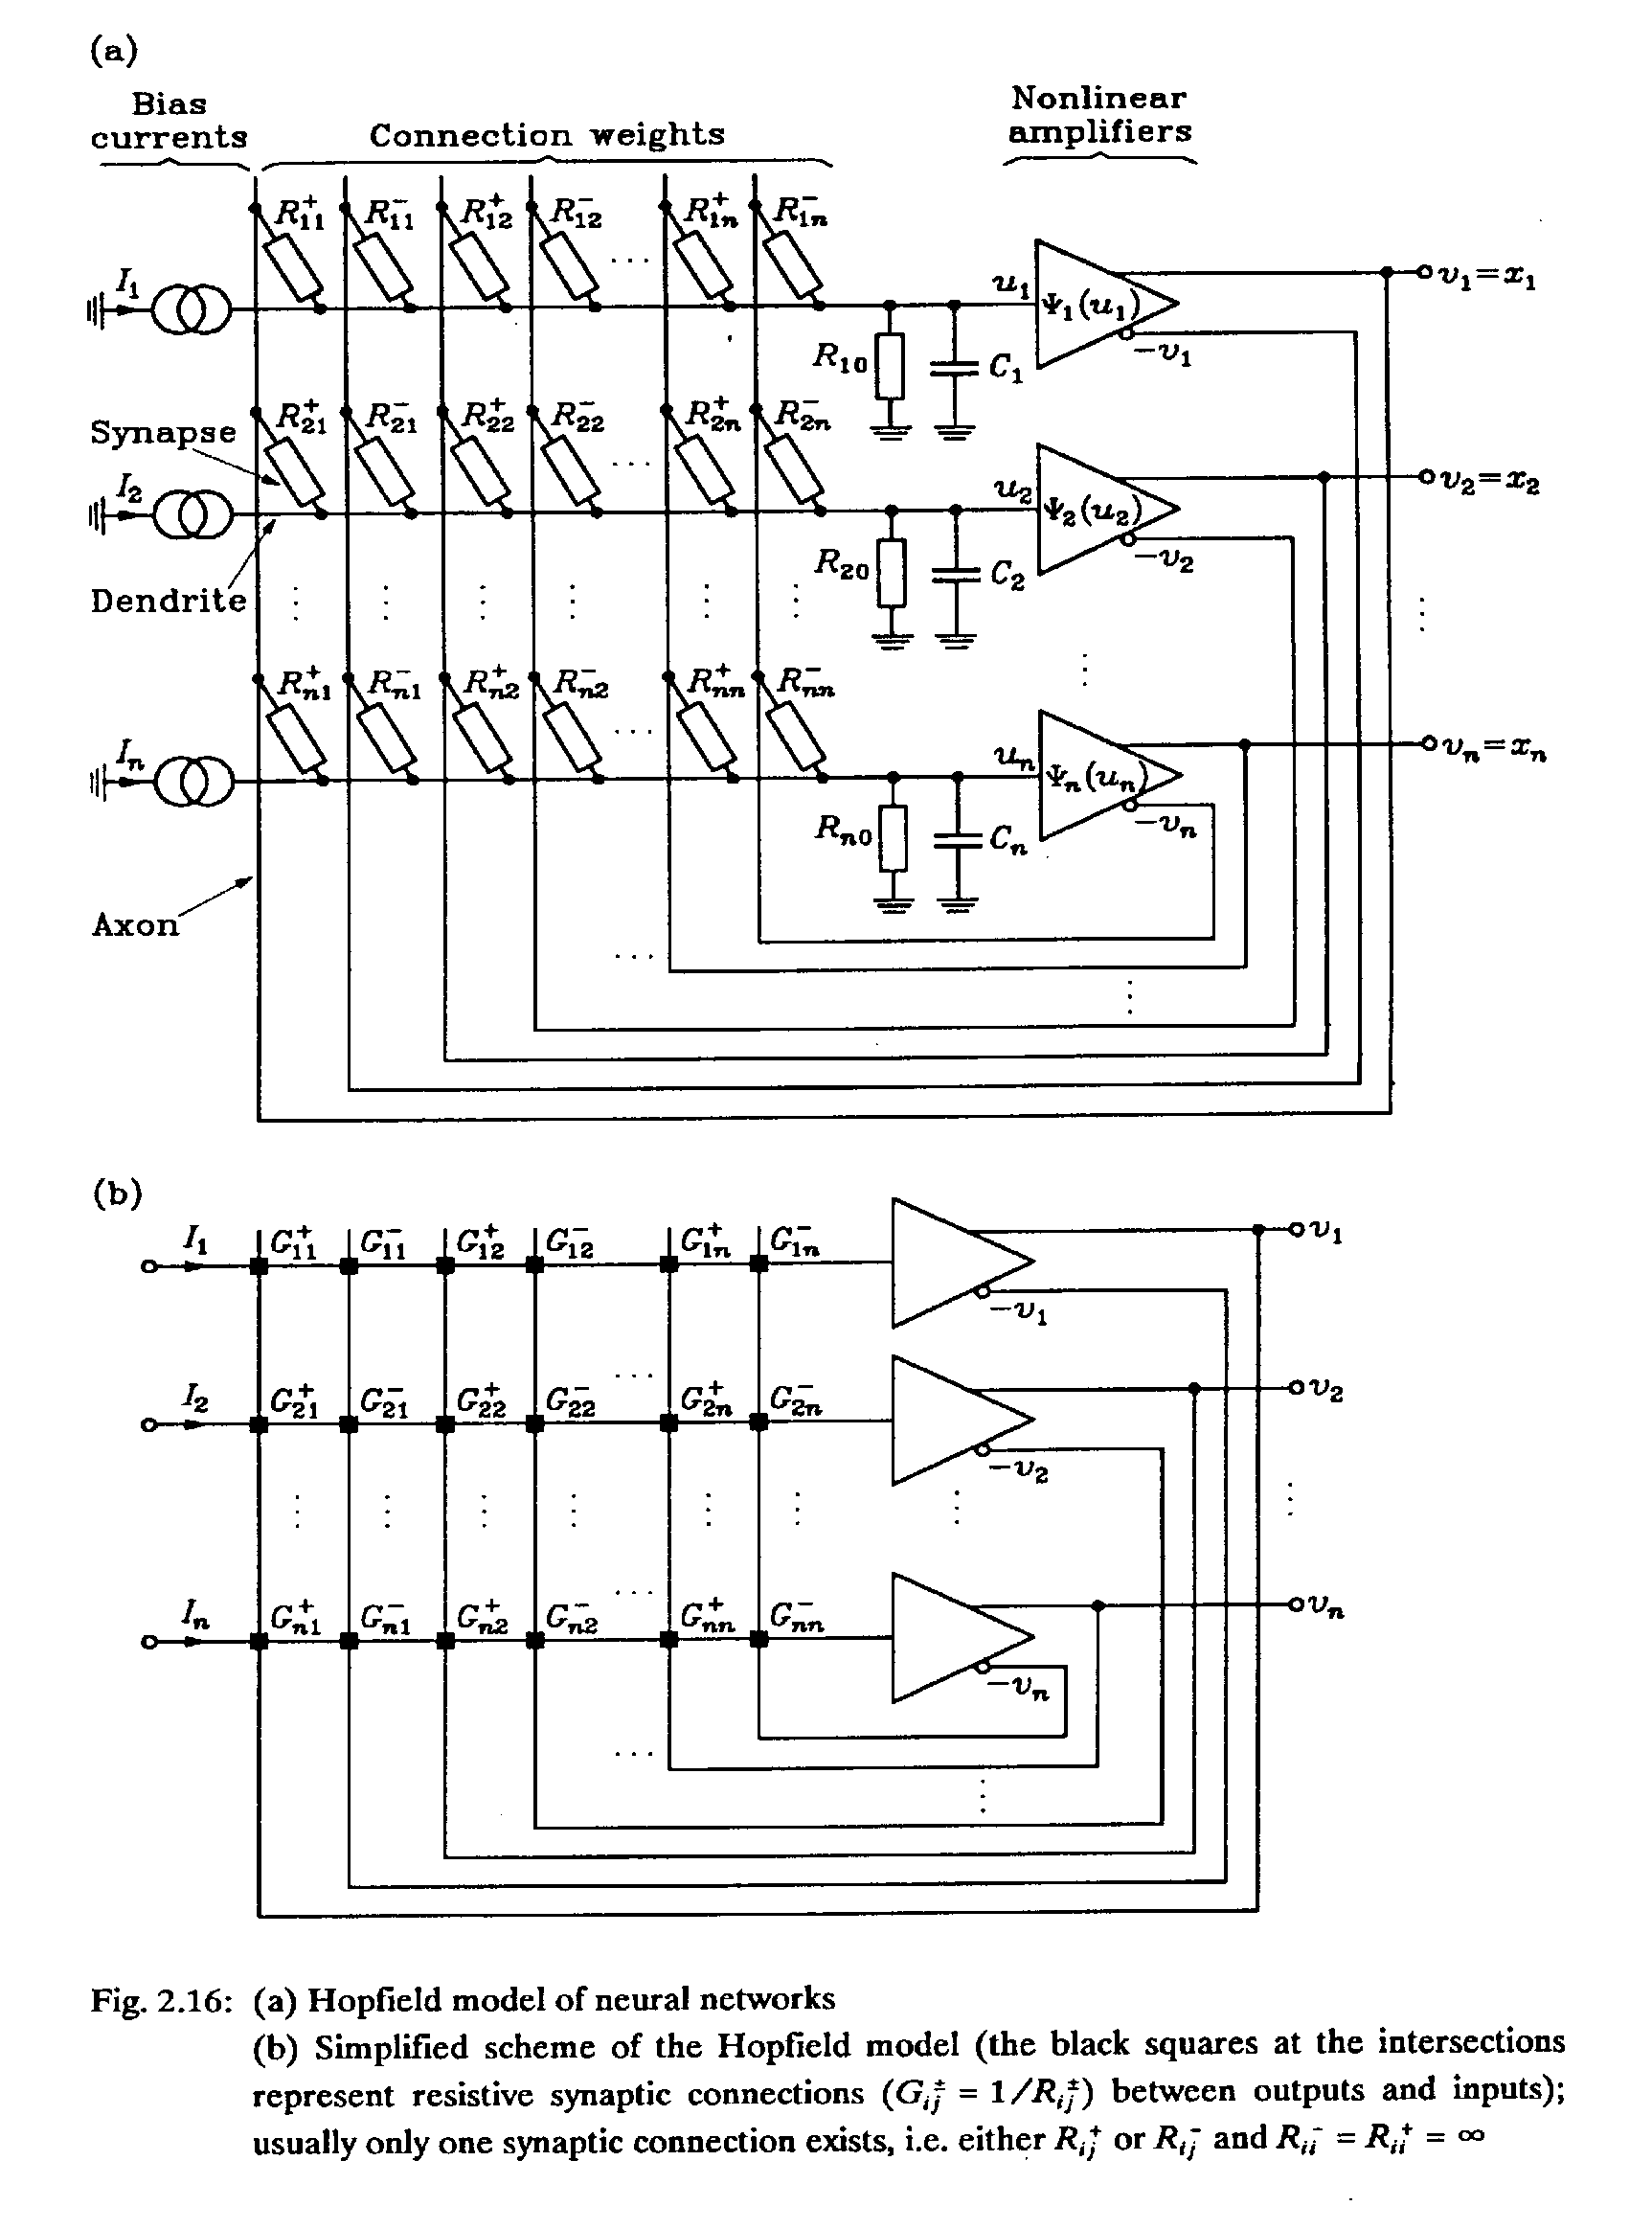 (a)
Bias currents
Connection weights
Nonlinear amplifiers
R₁₁⁺ R₁₁⁻ R₁₂⁺ R₁₂⁻ ... R₁ₙ⁺ R₁ₙ⁻
I₁
u₁ Ψ₁(u₁) v₁=x₁
R₁₀ C₁ −v₁
R₂₁⁺ R₂₁⁻ R₂₂⁺ R₂₂⁻ ... R₂ₙ⁺ R₂ₙ⁻
Synapse
I₂
u₂ Ψ₂(u₂) v₂=x₂
R₂₀ C₂ −v₂
Dendrite
Rₙ₁⁺ Rₙ₁⁻ Rₙ₂⁺ Rₙ₂⁻ ... Rₙₙ⁺ Rₙₙ⁻
Iₙ
uₙ Ψₙ(uₙ) vₙ=xₙ
Rₙ₀ Cₙ −vₙ
Axon
(b)
I₁ G₁₁⁺ G₁₁⁻ G₁₂⁺ G₁₂⁻ G₁ₙ⁺ G₁ₙ⁻ v₁
−v₁
I₂ G₂₁⁺ G₂₁⁻ G₂₂⁺ G₂₂⁻ ... G₂ₙ⁺ G₂ₙ⁻ v₂
−v₂
Iₙ Gₙ₁⁺ Gₙ₁⁻ Gₙ₂⁺ Gₙ₂⁻ ... Gₙₙ⁺ Gₙₙ⁻ vₙ
−vₙ
Fig. 2.16: (a) Hopfield model of neural networks
(b) Simplified scheme of the Hopfield model (the black squares at the intersections
represent resistive synaptic connections (Gᵢⱼ± = 1/Rᵢⱼ±) between outputs and inputs);
usually only one synaptic connection exists, i.e. either Rᵢⱼ⁺ or Rᵢⱼ⁻ and Rᵢᵢ⁻ = Rᵢᵢ⁺ = ∞